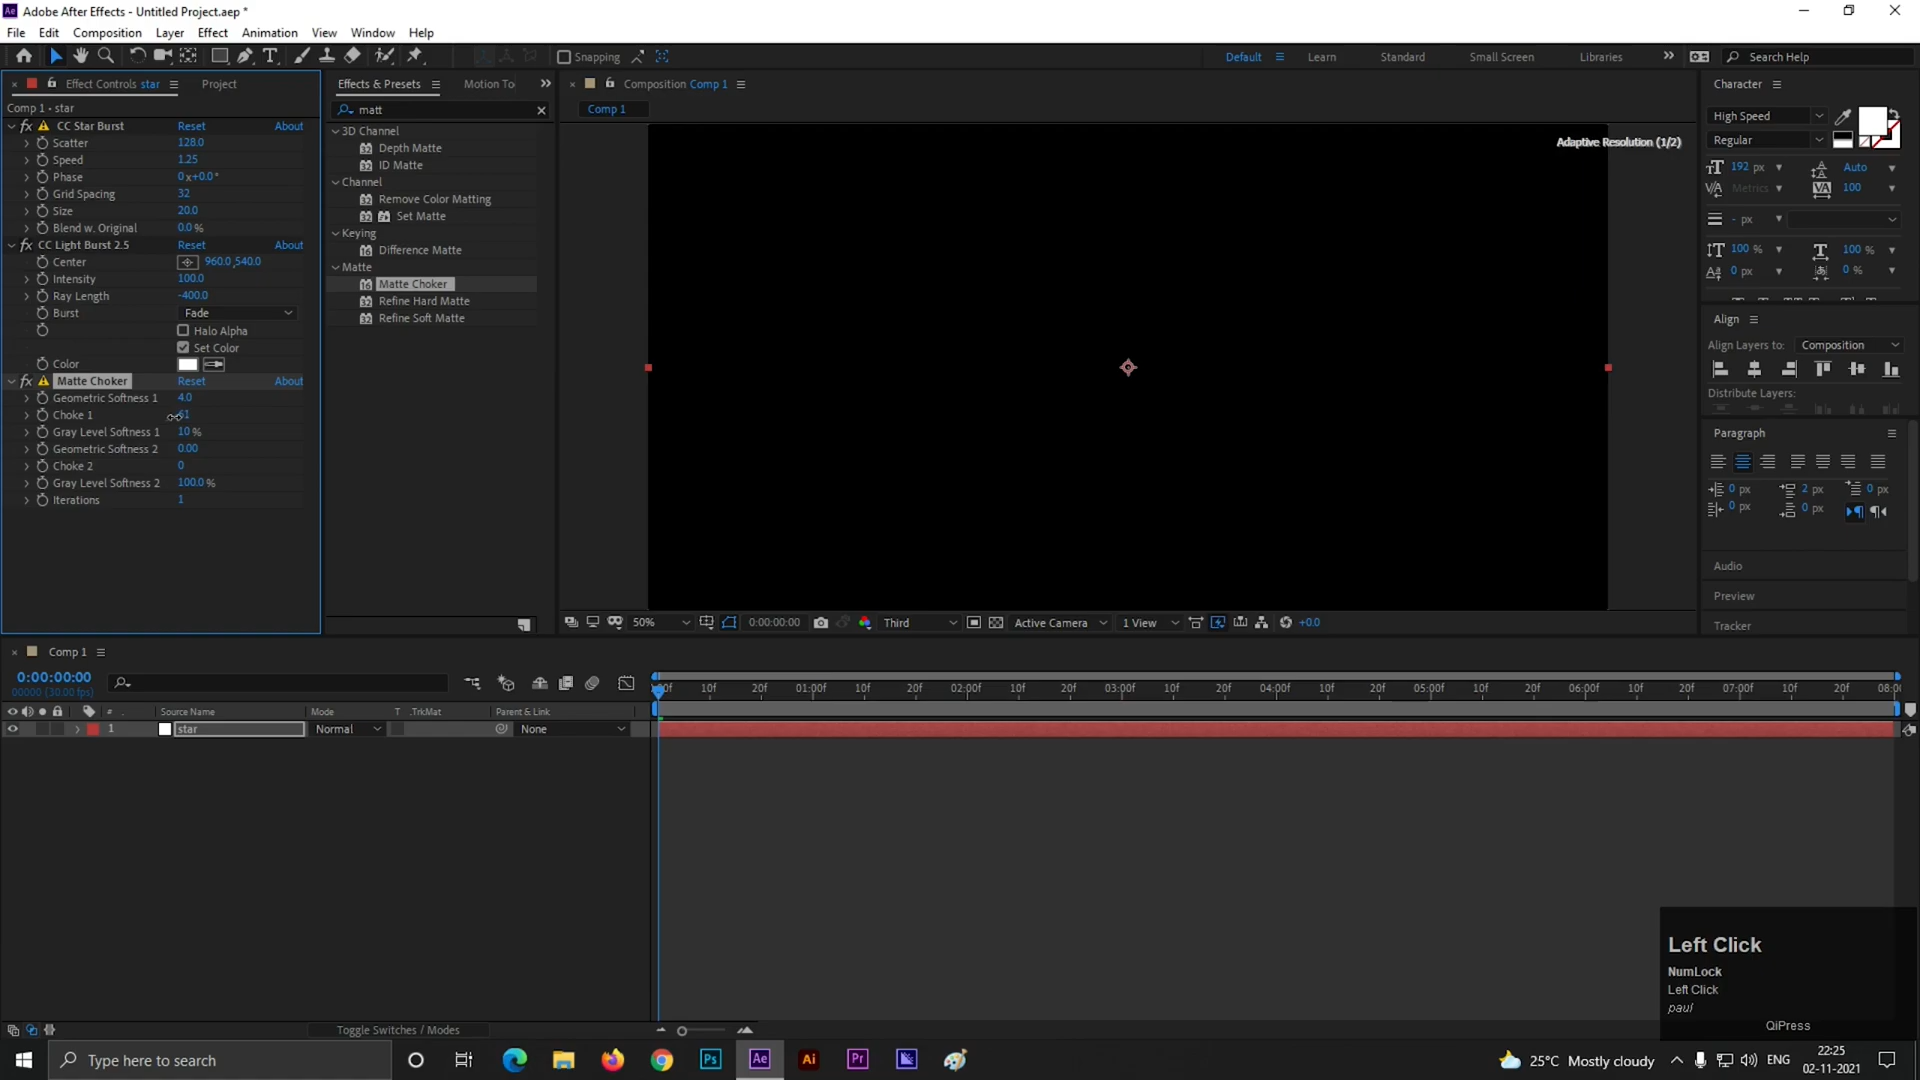 Adobe After Effects - Untitled Project.aep *
File Edit Composition Layer Effect Animation View Window Help
Snapping
Default Learn Standard Small Screen Libraries Search Help
Effect Controls star Project
Comp 1 • star
CC Star Burst Reset About
Scatter 128.0
Speed 1.25
Phase 0x+0.0°
Grid Spacing 32
Size 20.0
Blend w. Original 0.0 %
CC Light Burst 2.5 Reset About
Center 960.0,540.0
Intensity 100.0
Ray Length -400.0
Burst Fade
Halo Alpha
Set Color
Color
Matte Choker Reset About
Geometric Softness 1 4.0
Choke 1
Gray Level Softness 1 10 %
Geometric Softness 2 0.00
Choke 2 0
Gray Level Softness 2 100.0 %
Iterations 1
Effects & Presets Motion To
matt
3D Channel
Depth Matte
ID Matte
Channel
Remove Color Matting
Set Matte
Keying
Difference Matte
Matte
Matte Choker
Refine Hard Matte
Refine Soft Matte
Composition Comp 1
Comp 1
Adaptive Resolution (1/2)
50% 0:00:00:00 Third Active Camera 1 View +0.0
Character
High Speed
Regular
192 px Auto
Metrics 100
- px
100 % 100 %
0 px 0 %
Align
Align Layers to: Composition
Distribute Layers:
Paragraph
0 px 2 px 0 px
0 px 0 px
Audio
Preview
Tracker
Comp 1
0:00:00:00
00000 (30.00 fps)
# Source Name Mode T .TrkMat Parent & Link
1 star Normal None
10f 20f 01:00f 10f 20f 02:00f 10f 20f 03:00f 10f 20f 04:00f 10f 20f 05:00f 10f 20f 06:00f 10f 20f 07:00f 10f 20f 08:0
Toggle Switches / Modes
Left Click
NumLock
Left Click
paul
QiPress
Type here to search
25°C Mostly cloudy ENG
22:25
02-11-2021